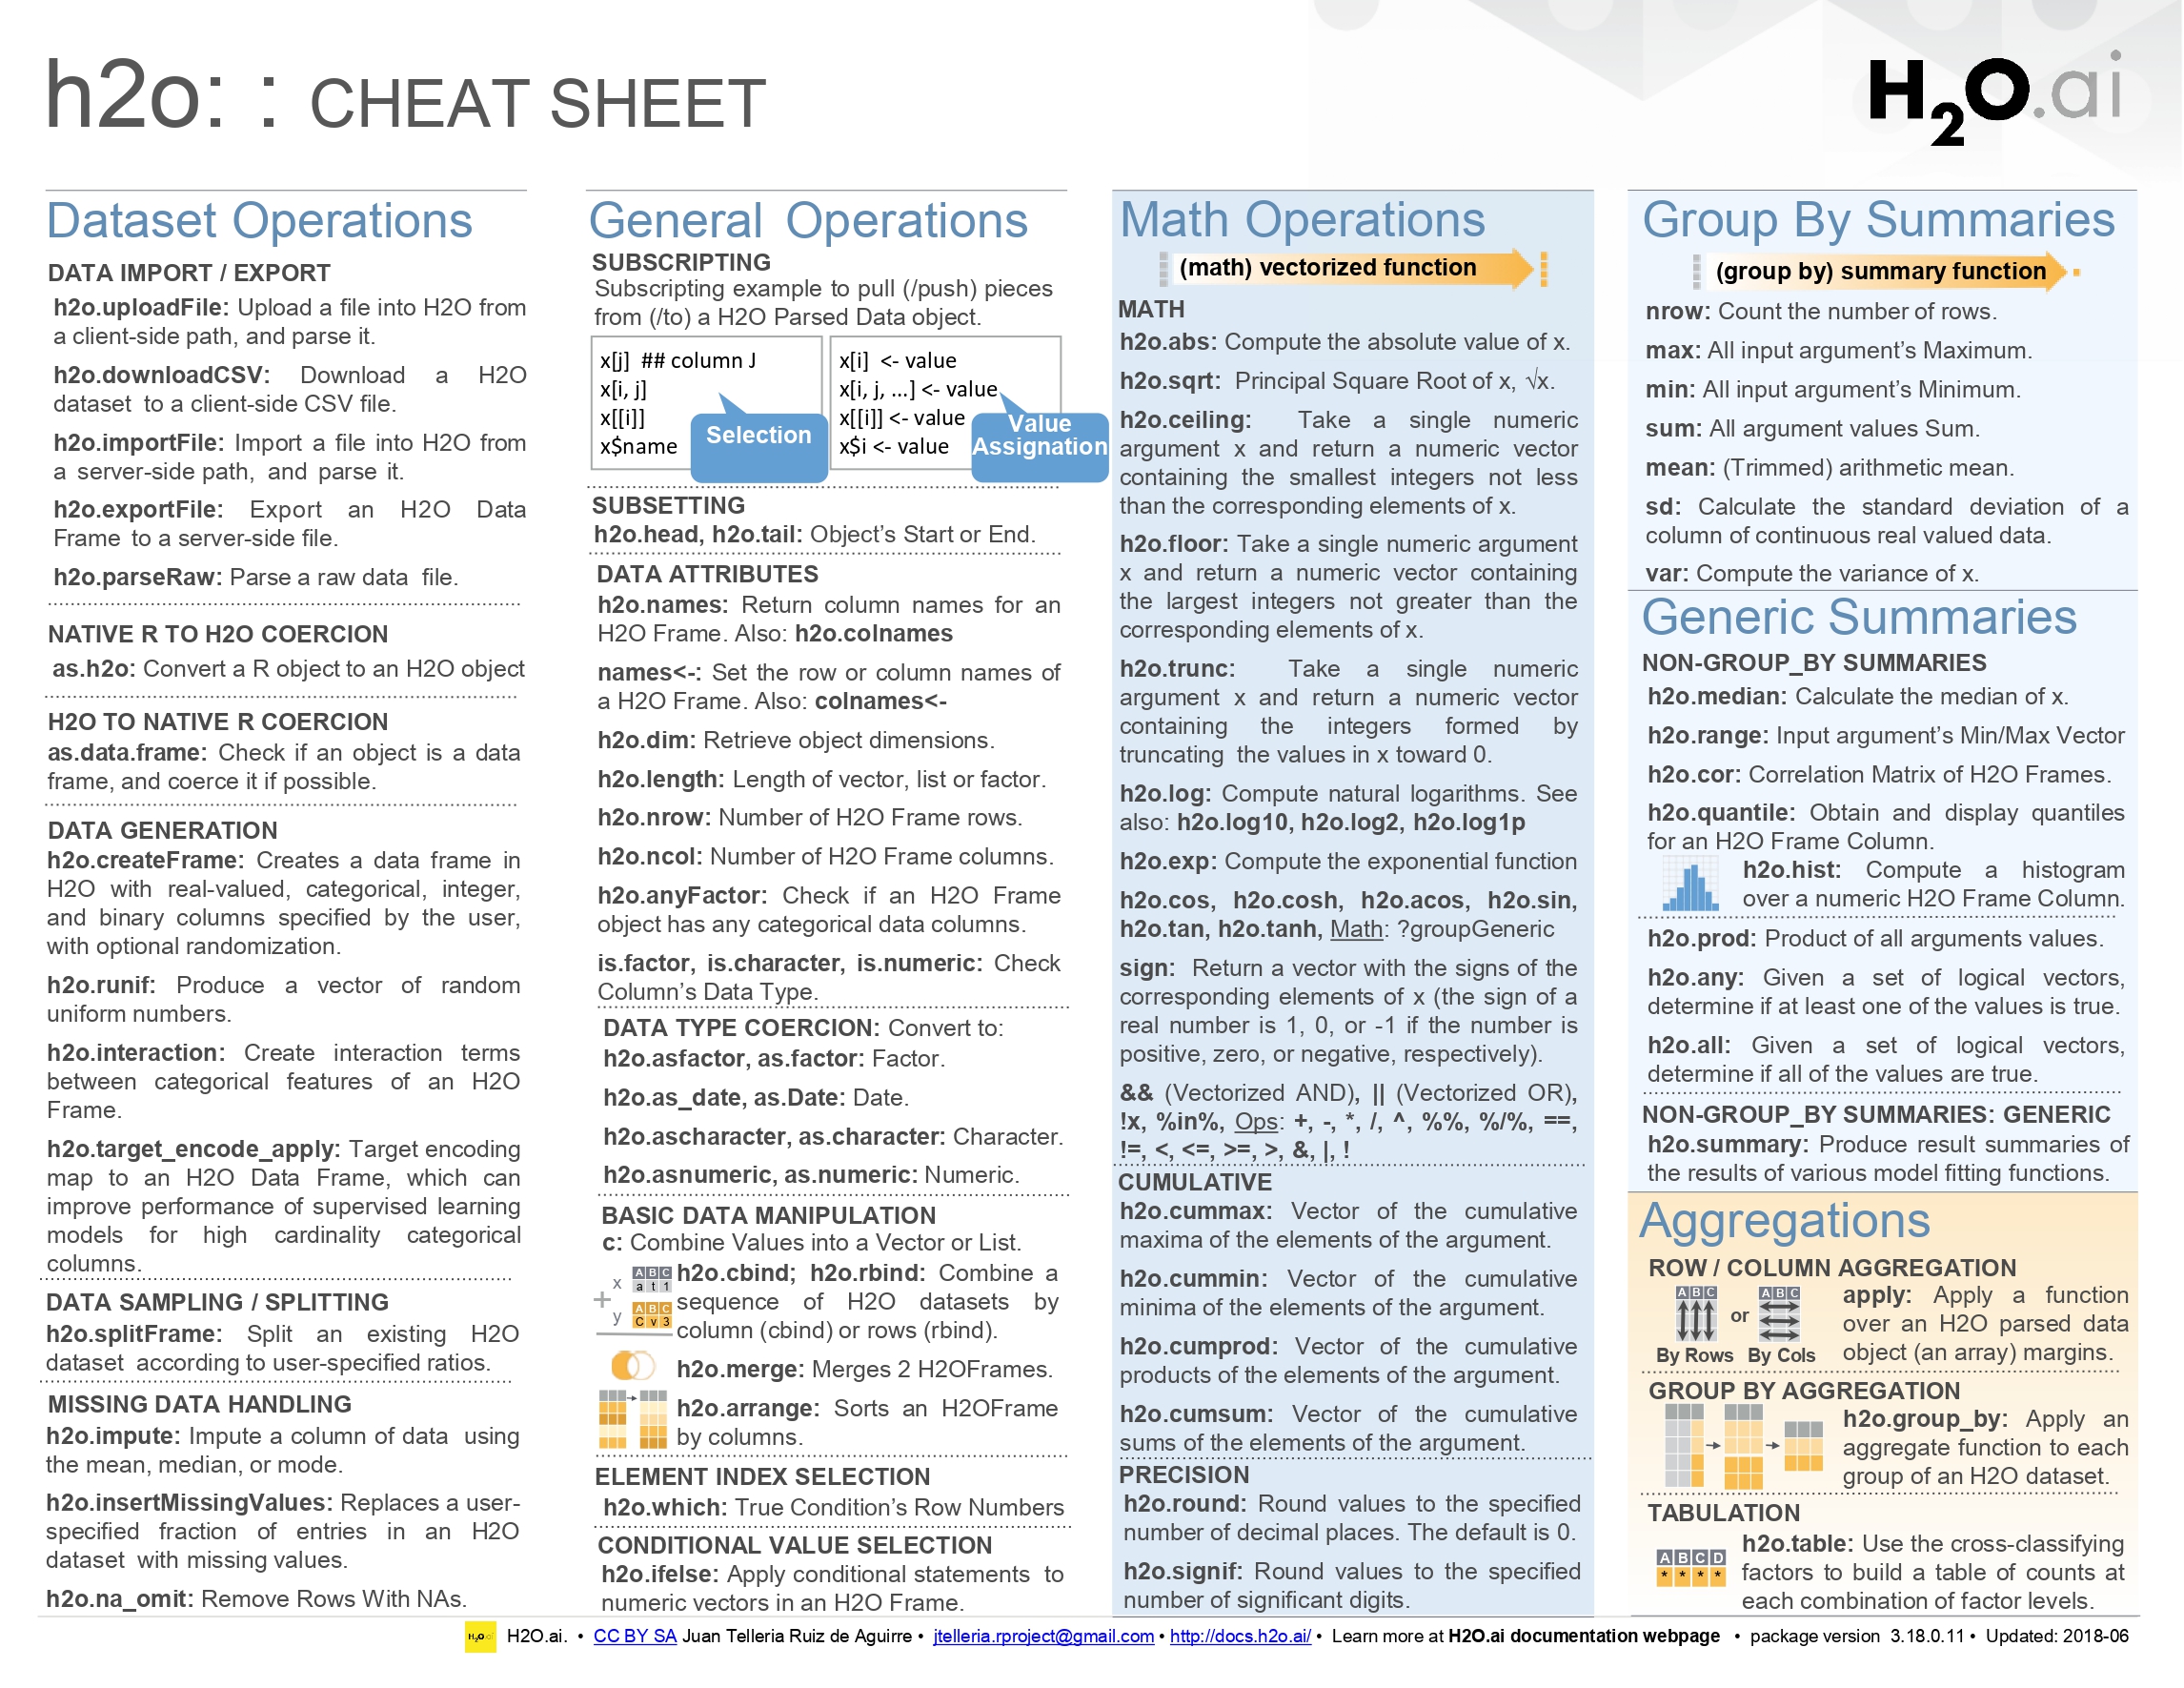 h2o: : CHEAT SHEET
H2O.ai
Dataset Operations
DATA IMPORT / EXPORT
h2o.uploadFile: Upload a file into H2O from
a client-side path, and parse it.
h2o.downloadCSV: Download a H2O
dataset to a client-side CSV file.
h2o.importFile: Import a file into H2O from
a server-side path, and parse it.
h2o.exportFile: Export an H2O Data
Frame to a server-side file.
h2o.parseRaw: Parse a raw data file.
NATIVE R TO H2O COERCION
as.h2o: Convert a R object to an H2O object
H2O TO NATIVE R COERCION
as.data.frame: Check if an object is a data
frame, and coerce it if possible.
DATA GENERATION
h2o.createFrame: Creates a data frame in
H2O with real-valued, categorical, integer,
and binary columns specified by the user,
with optional randomization.
h2o.runif: Produce a vector of random
uniform numbers.
h2o.interaction: Create interaction terms
between categorical features of an H2O
Frame.
h2o.target_encode_apply: Target encoding
map to an H2O Data Frame, which can
improve performance of supervised learning
models for high cardinality categorical
columns.
DATA SAMPLING / SPLITTING
h2o.splitFrame: Split an existing H2O
dataset according to user-specified ratios.
MISSING DATA HANDLING
h2o.impute: Impute a column of data using
the mean, median, or mode.
h2o.insertMissingValues: Replaces a user-
specified fraction of entries in an H2O
dataset with missing values.
h2o.na_omit: Remove Rows With NAs.
General Operations
SUBSCRIPTING
Subscripting example to pull (/push) pieces
from (/to) a H2O Parsed Data object.
x[j] ## column J
x[i, j]
x[[i]]
x$name
Selection
x[i] <- value
x[i, j, ...] <- value
x[[i]] <- value
x$i <- value
Value
Assignation
SUBSETTING
h2o.head, h2o.tail: Object’s Start or End.
DATA ATTRIBUTES
h2o.names: Return column names for an
H2O Frame. Also: h2o.colnames
names<-: Set the row or column names of
a H2O Frame. Also: colnames<-
h2o.dim: Retrieve object dimensions.
h2o.length: Length of vector, list or factor.
h2o.nrow: Number of H2O Frame rows.
h2o.ncol: Number of H2O Frame columns.
h2o.anyFactor: Check if an H2O Frame
object has any categorical data columns.
is.factor, is.character, is.numeric: Check
Column’s Data Type.
DATA TYPE COERCION: Convert to:
h2o.asfactor, as.factor: Factor.
h2o.as_date, as.Date: Date.
h2o.ascharacter, as.character: Character.
h2o.asnumeric, as.numeric: Numeric.
BASIC DATA MANIPULATION
c: Combine Values into a Vector or List.
x A B C
a t 1
+
y A B C
C v 3
h2o.cbind; h2o.rbind: Combine a
sequence of H2O datasets by
column (cbind) or rows (rbind).
h2o.merge: Merges 2 H2OFrames.
h2o.arrange: Sorts an H2OFrame
by columns.
ELEMENT INDEX SELECTION
h2o.which: True Condition’s Row Numbers
CONDITIONAL VALUE SELECTION
h2o.ifelse: Apply conditional statements to
numeric vectors in an H2O Frame.
Math Operations
(math) vectorized function
MATH
h2o.abs: Compute the absolute value of x.
h2o.sqrt: Principal Square Root of x, √x.
h2o.ceiling: Take a single numeric
argument x and return a numeric vector
containing the smallest integers not less
than the corresponding elements of x.
h2o.floor: Take a single numeric argument
x and return a numeric vector containing
the largest integers not greater than the
corresponding elements of x.
h2o.trunc: Take a single numeric
argument x and return a numeric vector
containing the integers formed by
truncating the values in x toward 0.
h2o.log: Compute natural logarithms. See
also: h2o.log10, h2o.log2, h2o.log1p
h2o.exp: Compute the exponential function
h2o.cos, h2o.cosh, h2o.acos, h2o.sin,
h2o.tan, h2o.tanh, Math: ?groupGeneric
sign: Return a vector with the signs of the
corresponding elements of x (the sign of a
real number is 1, 0, or -1 if the number is
positive, zero, or negative, respectively).
&& (Vectorized AND), || (Vectorized OR),
!x, %in%, Ops: +, -, *, /, ^, %%, %/%, ==,
!=, <, <=, >=, >, &, |, !
CUMULATIVE
h2o.cummax: Vector of the cumulative
maxima of the elements of the argument.
h2o.cummin: Vector of the cumulative
minima of the elements of the argument.
h2o.cumprod: Vector of the cumulative
products of the elements of the argument.
h2o.cumsum: Vector of the cumulative
sums of the elements of the argument.
PRECISION
h2o.round: Round values to the specified
number of decimal places. The default is 0.
h2o.signif: Round values to the specified
number of significant digits.
Group By Summaries
(group by) summary function
nrow: Count the number of rows.
max: All input argument’s Maximum.
min: All input argument’s Minimum.
sum: All argument values Sum.
mean: (Trimmed) arithmetic mean.
sd: Calculate the standard deviation of a
column of continuous real valued data.
var: Compute the variance of x.
Generic Summaries
NON-GROUP_BY SUMMARIES
h2o.median: Calculate the median of x.
h2o.range: Input argument’s Min/Max Vector
h2o.cor: Correlation Matrix of H2O Frames.
h2o.quantile: Obtain and display quantiles
for an H2O Frame Column.
h2o.hist: Compute a histogram
over a numeric H2O Frame Column.
h2o.prod: Product of all arguments values.
h2o.any: Given a set of logical vectors,
determine if at least one of the values is true.
h2o.all: Given a set of logical vectors,
determine if all of the values are true.
NON-GROUP_BY SUMMARIES: GENERIC
h2o.summary: Produce result summaries of
the results of various model fitting functions.
Aggregations
ROW / COLUMN AGGREGATION
A B C or A B C
By Rows By Cols
apply: Apply a function
over an H2O parsed data
object (an array) margins.
GROUP BY AGGREGATION
h2o.group_by: Apply an
aggregate function to each
group of an H2O dataset.
TABULATION
A B C D
* * * *
h2o.table: Use the cross-classifying
factors to build a table of counts at
each combination of factor levels.
H2O.ai H2O.ai. • CC BY SA Juan Telleria Ruiz de Aguirre • jtelleria.rproject@gmail.com • http://docs.h2o.ai/ • Learn more at H2O.ai documentation webpage • package version 3.18.0.11 • Updated: 2018-06